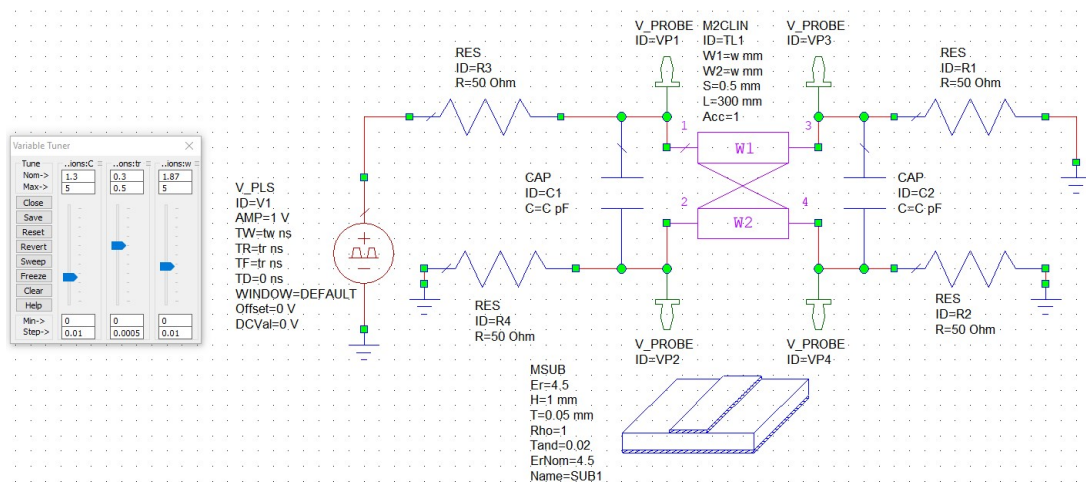 V_PROBE
ID=VP1
M2CLIN
ID=TL1
W1=w mm
W2=w mm
S=0.5 mm
L=300 mm
Acc=1
V_PROBE
ID=VP3
RES
ID=R3
R=50 Ohm
RES
ID=R1
R=50 Ohm
1
3
W1
2
4
W2
CAP
ID=C1
C=C pF
CAP
ID=C2
C=C pF
Variable Tuner
Tune ..ions:C ..ons:tr ..ions:w
Nom-> 1.3 0.3 1.87
Max-> 5 0.5 5
Close
Save
Reset
Revert
Sweep
Freeze
Clear
Help
Min-> 0 0 0
Step-> 0.01 0.0005 0.01
V_PLS
ID=V1
AMP=1 V
TW=tw ns
TR=tr ns
TF=tr ns
TD=0 ns
WINDOW=DEFAULT
Offset=0 V
DCVal=0 V
RES
ID=R4
R=50 Ohm
RES
ID=R2
R=50 Ohm
V_PROBE
ID=VP2
V_PROBE
ID=VP4
MSUB
Er=4.5
H=1 mm
T=0.05 mm
Rho=1
Tand=0.02
ErNom=4.5
Name=SUB1